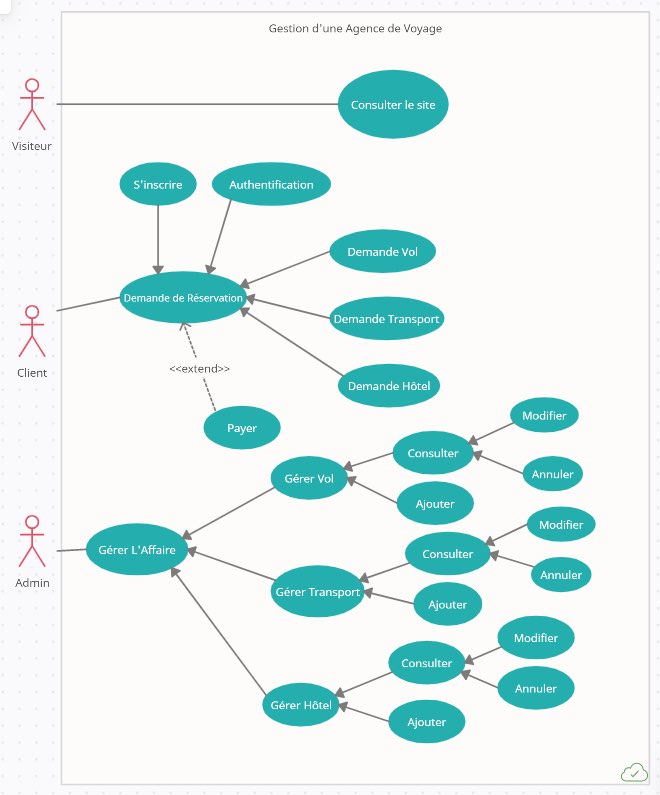 Gestion d'une Agence de Voyage
Consulter le site
Visiteur
S'inscrire
Authentification
Demande Vol
Demande de Réservation
Demande Transport
Client
<<extend>>
Demande Hôtel
Payer
Modifier
Consulter
Gérer Vol
Annuler
Ajouter
Modifier
Gérer L'Affaire
Consulter
Admin
Annuler
Gérer Transport
Ajouter
Modifier
Consulter
Annuler
Gérer Hôtel
Ajouter